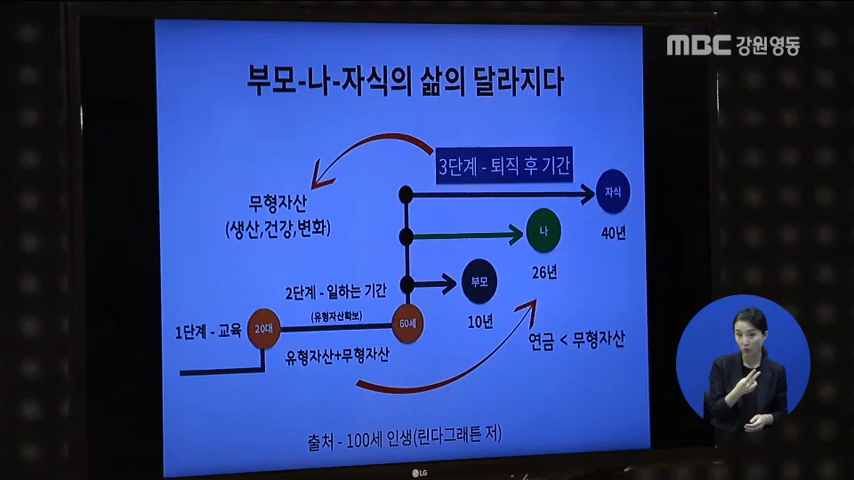 MBC 강원영동
부모-나-자식의 삶의 달라지다
3단계 - 퇴직 후 기간
무형자산
(생산,건강,변화)
자식
40년
나
26년
부모
10년
2단계 - 일하는 기간
(유형자산확보)
1단계 - 교육
20대
60세
유형자산+무형자산
연금 < 무형자산
출처 - 100세 인생(린다그래튼 저)
LG